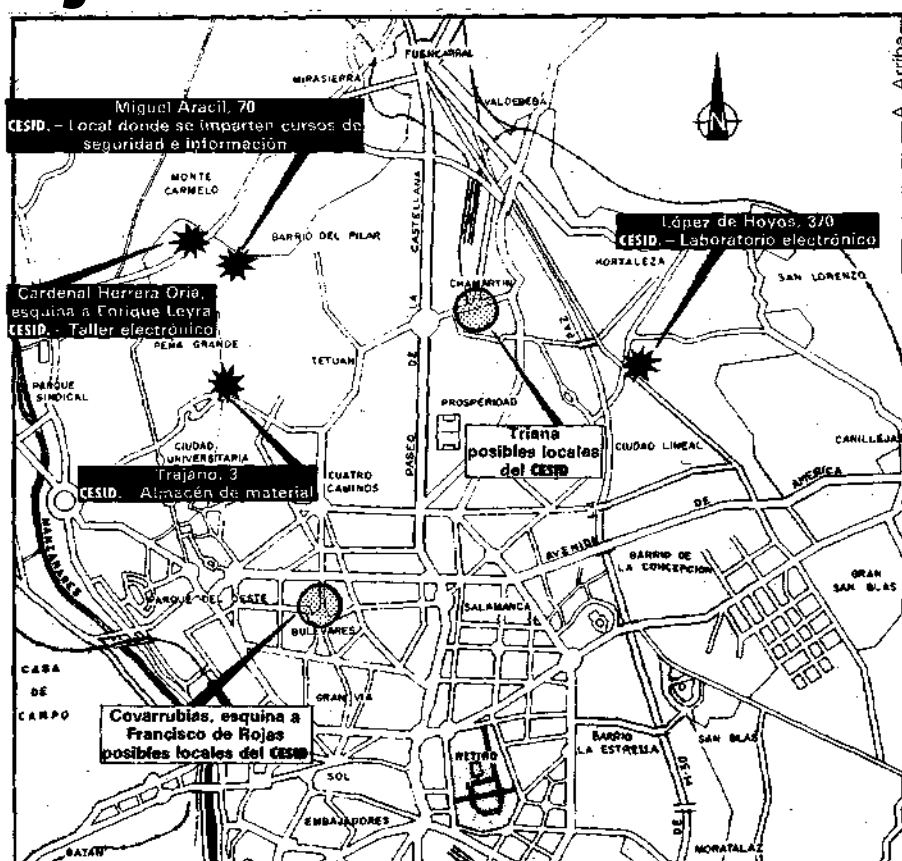 FUENCARRAL
MIRASIERRA
Arriba
VALDEBEBA
Miguel Aracil, 70
CESID. – Local donde se imparten cursos de
seguridad e información
N
MONTE
CARMELO
CASTELLANA
BARRIO DEL PILAR
López de Hoyos, 370
CESID. – Laboratorio electrónico
HORTALEZA
SAN LORENZO
CHAMARTIN
Cardenal Herrera Oria,
esquina a Enrique Leyra
CESID. - Taller electrónico
LA
PAZ
PEÑA GRANDE
TETUAN
DE
PARQUE
SINDICAL
PROSPERIDAD
PASEO
Triana
posibles locales
del CESID
CIUDAD LINEAL
CANILLEJAS
CIUDAD
UNIVERSITARIA
Trajano, 3
CESID. Almacén de material
CUATRO
CAMINOS
AVENIDA DE AMERICA
MANZANARES
BARRIO DE
LA CONCEPCION
GRAN
SAN BLAS
PARQUE DEL OESTE
SALAMANCA
BULEVARES
CASA
DE
CAMPO
GRAN VIA
Covarrubias, esquina a
Francisco de Rojas
posibles locales del CESID
BARRIO
LA ESTRELLA
SAN BLAS
RETIRO
SOL
M-30
DE
EMBAJADORES
BATAN
MORATALAZ